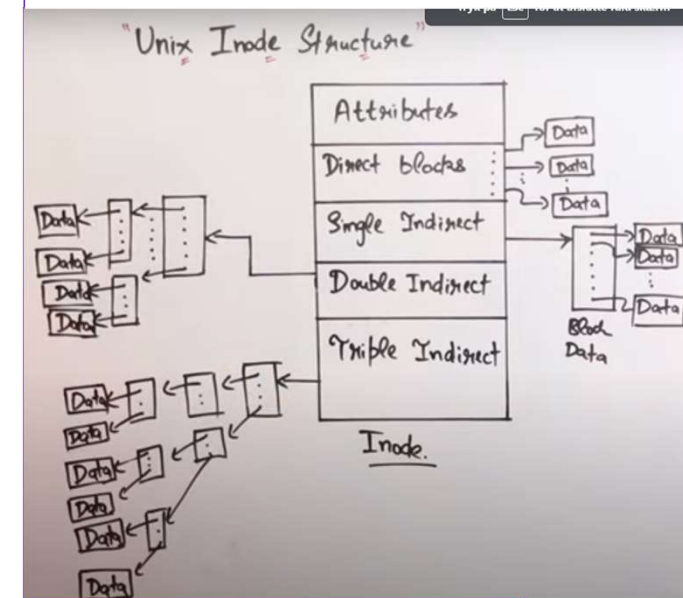 "Unix Inode Structure"
Attributes
Direct blocks
Single Indirect
Double Indirect
Triple Indirect
Inode.
Data
Data
Data
Data
Data
Data
Block
Data
Data
Data
Data
Data
Data
Data
Data
Data
Data
Data